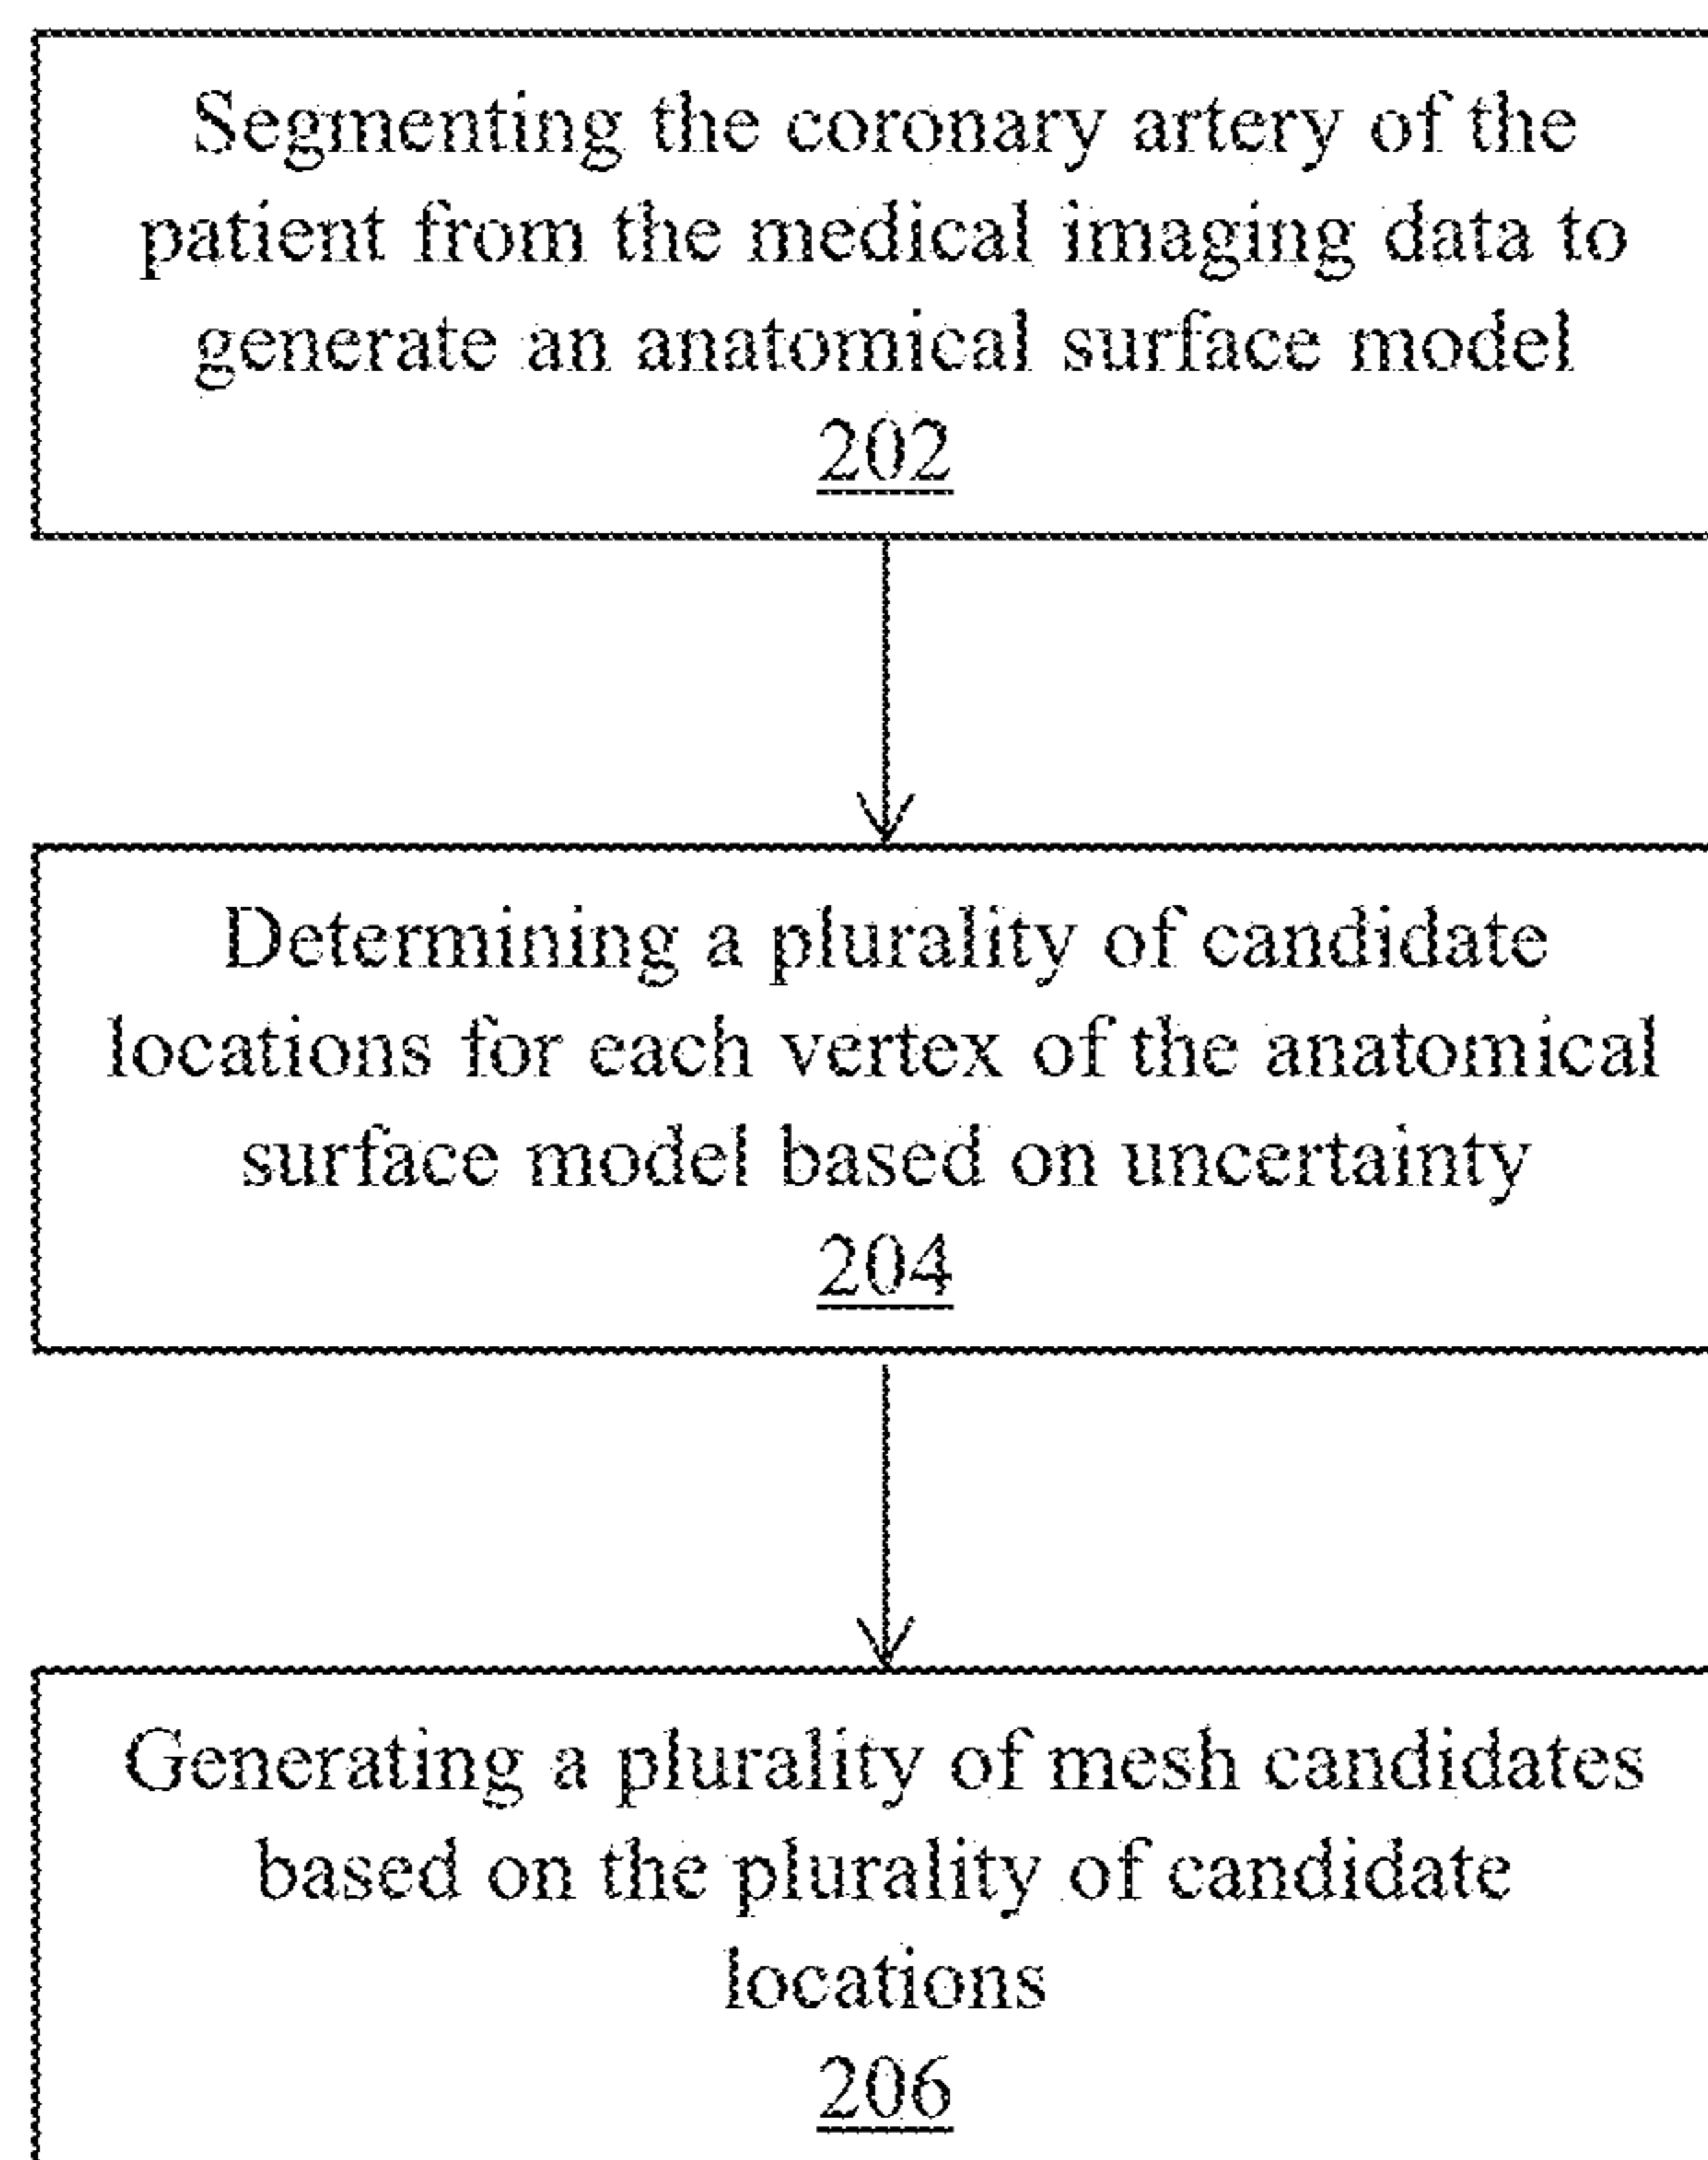 Segmenting the coronary artery of the
patient from the medical imaging data to
generate an anatomical surface model
202
Determining a plurality of candidate
locations for each vertex of the anatomical
surface model based on uncertainty
204
Generating a plurality of mesh candidates
based on the plurality of candidate
locations
206